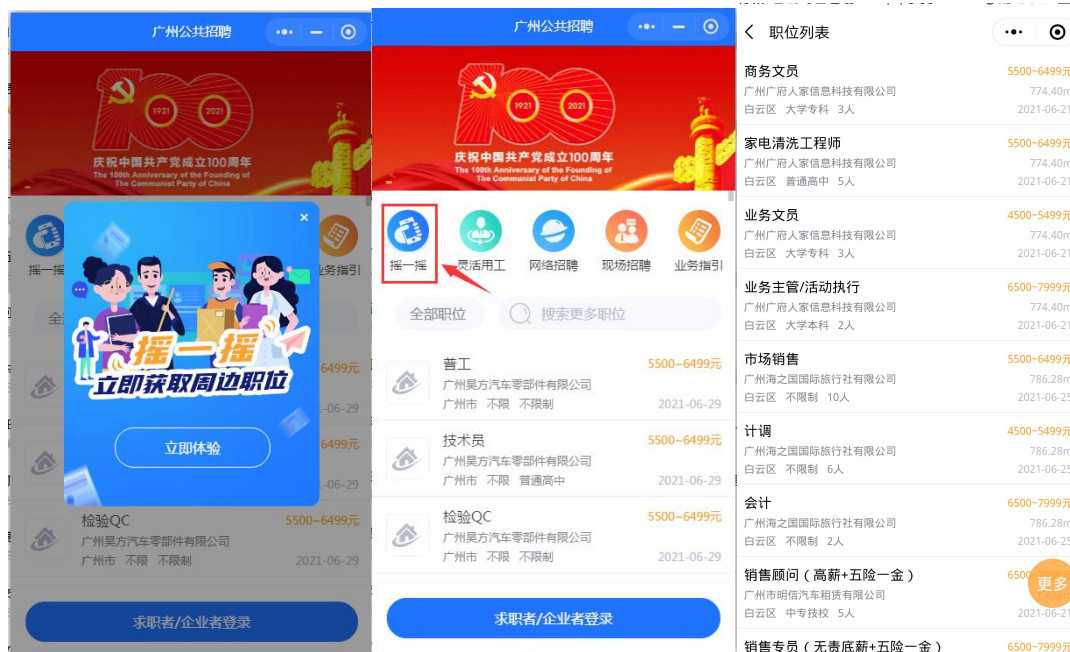 广州公共招聘
1921
2021
庆祝中国共产党成立100周年
The 100th Anniversary of the Founding of
The Communist Party of China
摇一摇
业务指引
全
摇一摇
立即获取周边职位
立即体验
6499元
-06-29
6499元
-06-29
检验QC 5500~6499元
广州昊方汽车零部件有限公司
广州市 不限 不限制 2021-06-29
求职者/企业者登录
广州公共招聘
1921
2021
庆祝中国共产党成立100周年
The 100th Anniversary of the Founding of
The Communist Party of China
摇一摇 灵活用工 网络招聘 现场招聘 业务指引
全部职位 搜索更多职位
普工 5500~6499元
广州昊方汽车零部件有限公司
广州市 不限 不限制 2021-06-29
技术员 5500~6499元
广州昊方汽车零部件有限公司
广州市 不限 普通高中 2021-06-29
检验QC 5500~6499元
广州昊方汽车零部件有限公司
广州市 不限 不限制 2021-06-29
求职者/企业者登录
职位列表
商务文员 5500~6499元
广州广府人家信息科技有限公司 774.40m
白云区 大学专科 3人 2021-06-21
家电清洗工程师 5500~6499元
广州广府人家信息科技有限公司 774.40m
白云区 普通高中 5人 2021-06-21
业务文员 4500~5499元
广州广府人家信息科技有限公司 774.40m
白云区 大学专科 3人 2021-06-21
业务主管/活动执行 6500~7999元
广州广府人家信息科技有限公司 774.40m
白云区 大学本科 2人 2021-06-21
市场销售 5500~6499元
广州海之国国际旅行社有限公司 786.28m
白云区 不限制 10人 2021-06-25
计调 4500~5499元
广州海之国国际旅行社有限公司 786.28m
白云区 不限制 6人 2021-06-25
会计 6500~7999元
广州海之国国际旅行社有限公司 786.28m
白云区 不限制 2人 2021-06-25
销售顾问（高薪+五险一金） 6500
更多
广州市明信汽车租赁有限公司
白云区 中专技校 5人 2021-06-21
销售专员（无责底薪+五险一金） 6500~7999元